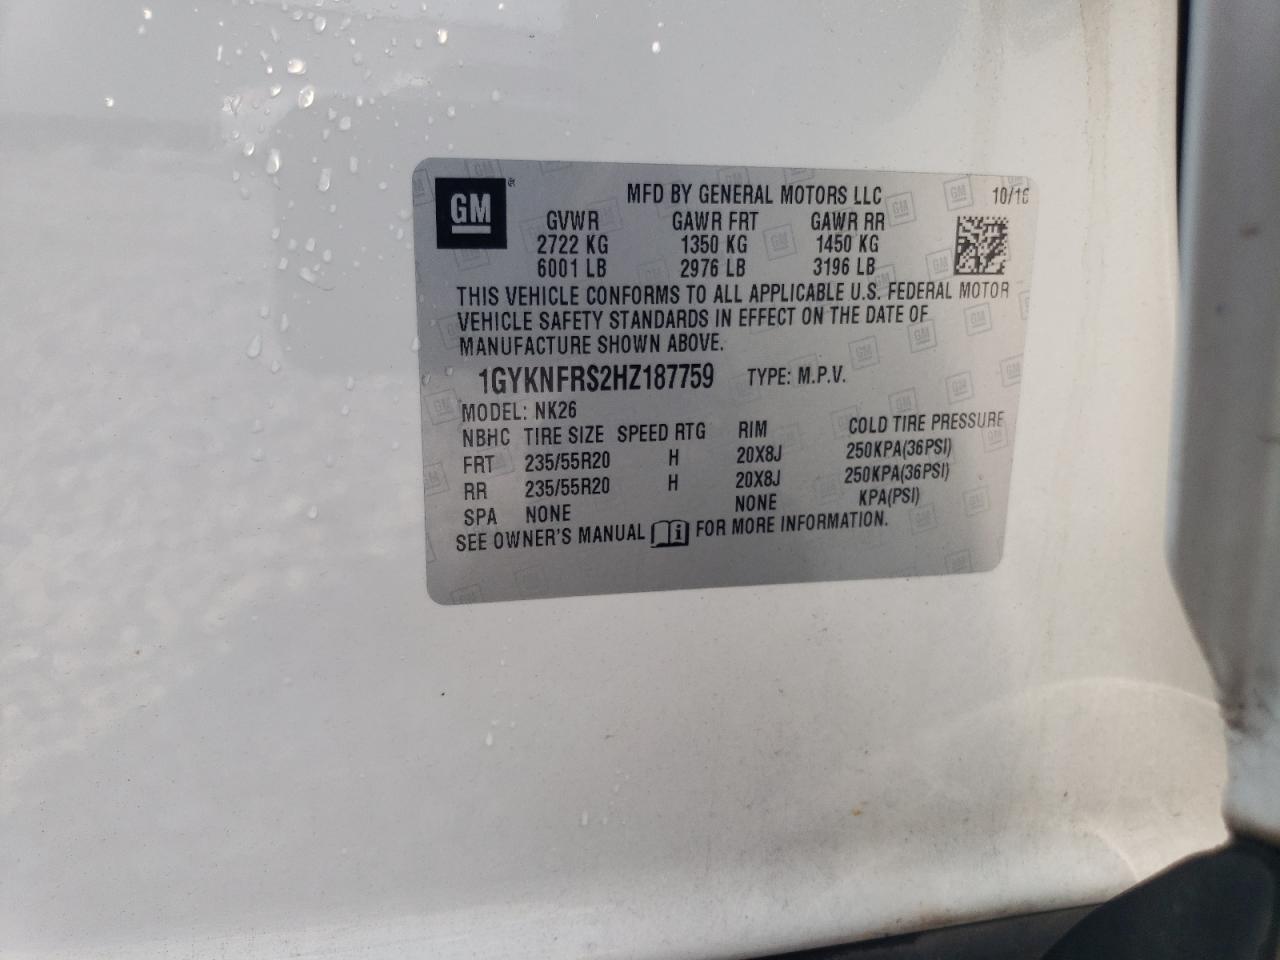 GM ®
MFD BY GENERAL MOTORS LLC 10/16
GVWR GAWR FRT GAWR RR
2722 KG 1350 KG 1450 KG
6001 LB 2976 LB 3196 LB
THIS VEHICLE CONFORMS TO ALL APPLICABLE U.S. FEDERAL MOTOR
VEHICLE SAFETY STANDARDS IN EFFECT ON THE DATE OF
MANUFACTURE SHOWN ABOVE.
1GYKNFRS2HZ187759 TYPE: M.P.V.
MODEL: NK26
NBHC TIRE SIZE SPEED RTG RIM COLD TIRE PRESSURE
FRT 235/55R20 H 20X8J 250KPA(36PSI)
RR 235/55R20 H 20X8J 250KPA(36PSI)
SPA NONE NONE KPA(PSI)
SEE OWNER'S MANUAL FOR MORE INFORMATION.